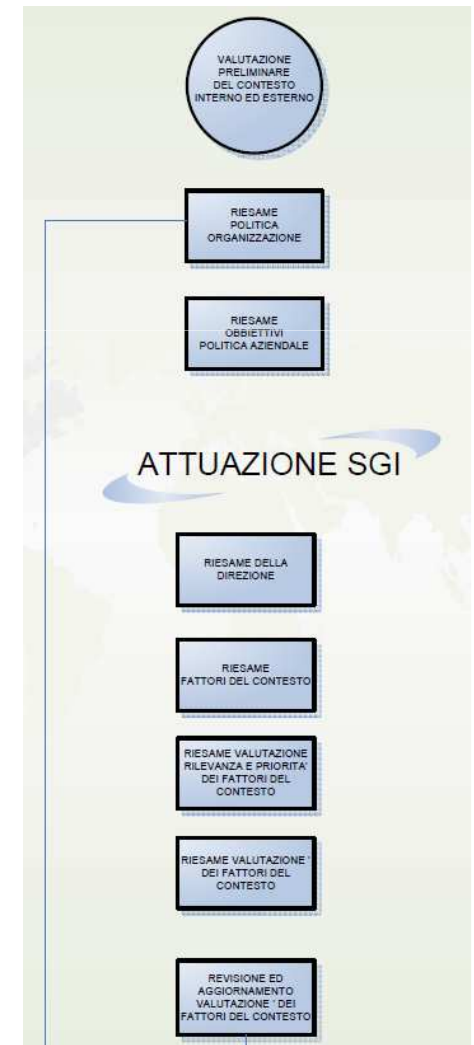 VALUTAZIONE
PRELIMINARE
DEL CONTESTO
INTERNO ED ESTERNO
RIESAME
POLITICA
ORGANIZZAZIONE
RIESAME
OBBIETTIVI
POLITICA AZIENDALE
ATTUAZIONE SGI
RIESAME DELLA
DIREZIONE
RIESAME
FATTORI DEL CONTESTO
RIESAME VALUTAZIONE
RILEVANZA E PRIORITA'
DEI FATTORI DEL
CONTESTO
RIESAME VALUTAZIONE '
DEI FATTORI DEL
CONTESTO
REVISIONE ED
AGGIORNAMENTO
VALUTAZIONE ' DEI
FATTORI DEL CONTESTO